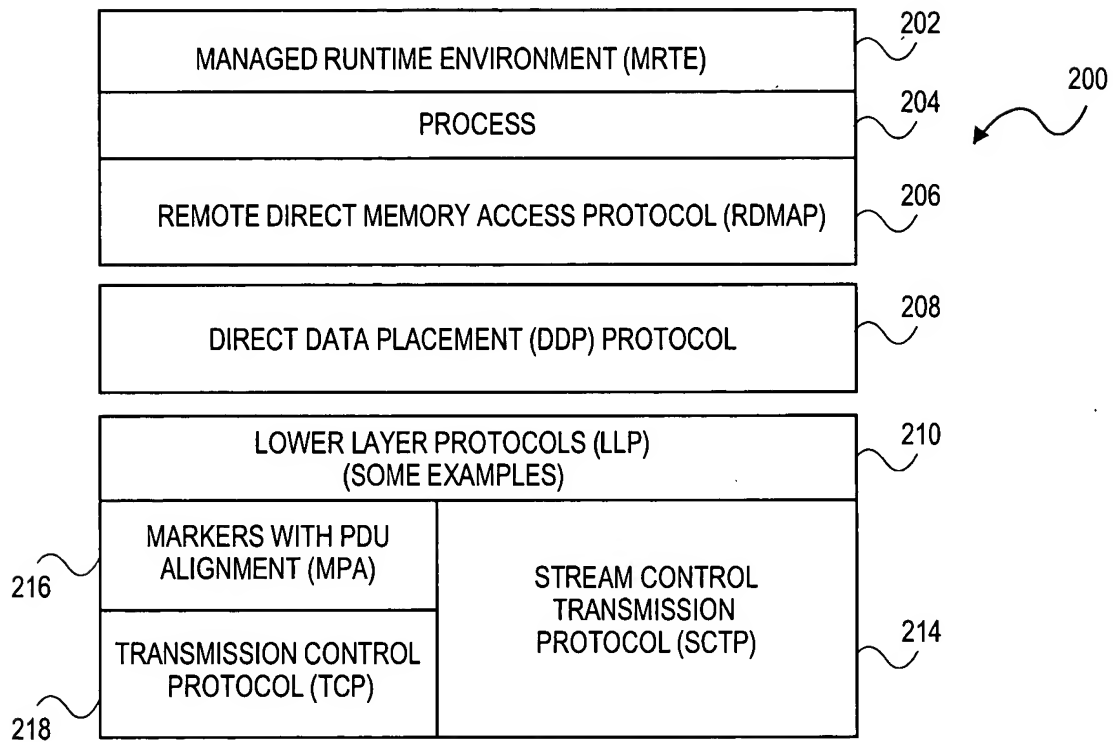 MANAGED RUNTIME ENVIRONMENT (MRTE)
202
PROCESS
204
200
REMOTE DIRECT MEMORY ACCESS PROTOCOL (RDMAP)
206
DIRECT DATA PLACEMENT (DDP) PROTOCOL
208
LOWER LAYER PROTOCOLS (LLP)
(SOME EXAMPLES)
210
MARKERS WITH PDU
ALIGNMENT (MPA)
216
STREAM CONTROL
TRANSMISSION
PROTOCOL (SCTP)
214
TRANSMISSION CONTROL
PROTOCOL (TCP)
218